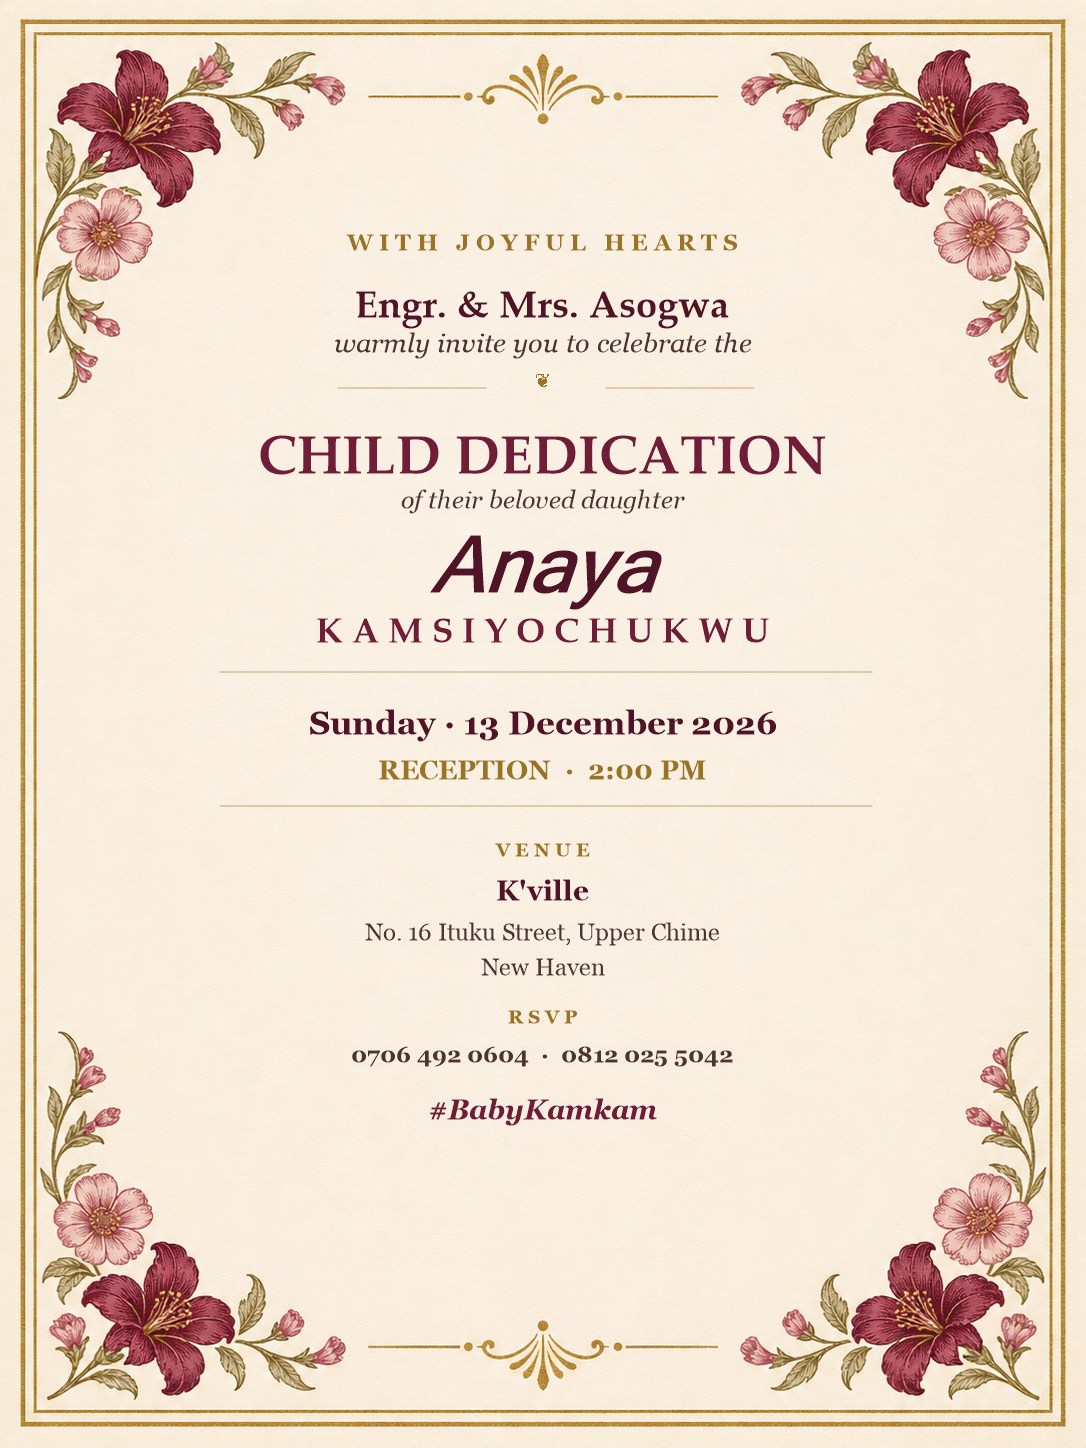 WITH JOYFUL HEARTS
Engr. & Mrs. Asogwa
warmly invite you to celebrate the
CHILD DEDICATION
of their beloved daughter
Anaya
KAMSIYOCHUKWU
Sunday · 13 December 2026
RECEPTION · 2:00 PM
VENUE
K'ville
No. 16 Ituku Street, Upper Chime
New Haven
RSVP
0706 492 0604 · 0812 025 5042
#BabyKamkam